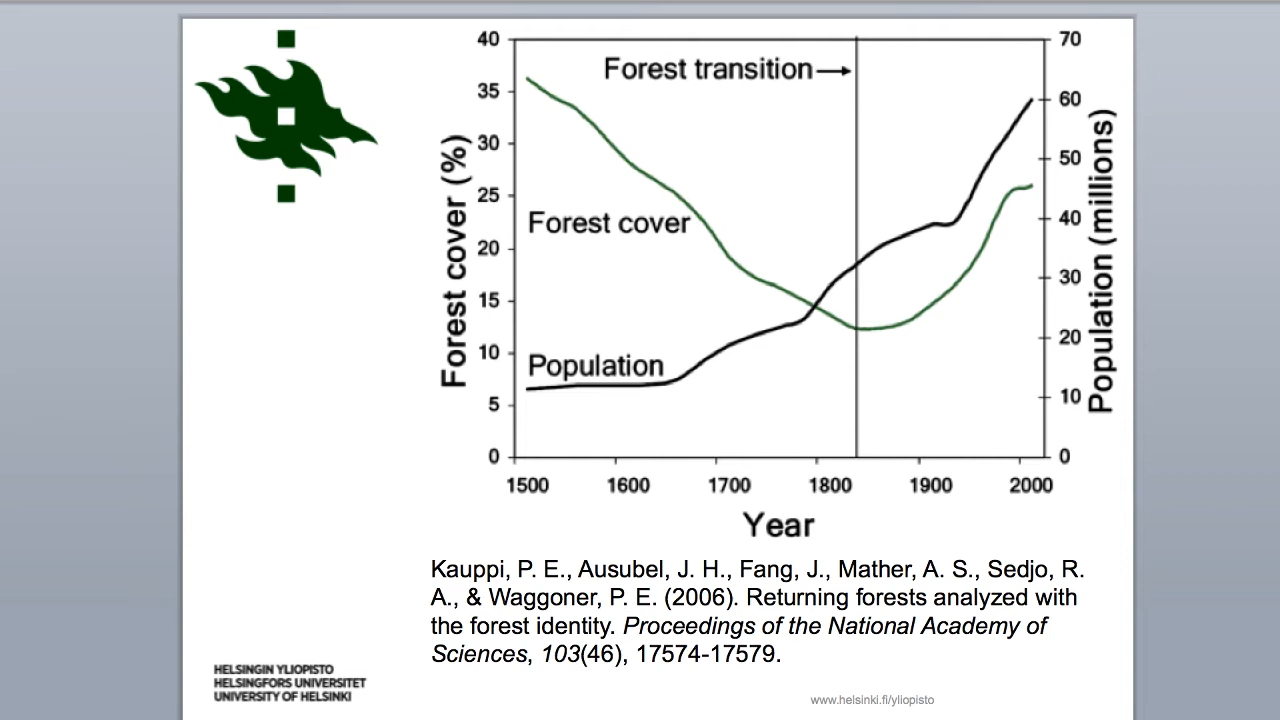 40
35
30
25
20
15
10
5
0
Forest cover (%)
Forest transition
Forest cover
Population
70
60
50
40
30
20
10
0
Population (millions)
1500 1600 1700 1800 1900 2000
Year
Kauppi, P. E., Ausubel, J. H., Fang, J., Mather, A. S., Sedjo, R.
A., & Waggoner, P. E. (2006). Returning forests analyzed with
the forest identity. Proceedings of the National Academy of
Sciences, 103(46), 17574-17579.
HELSINGIN YLIOPISTO
HELSINGFORS UNIVERSITET
UNIVERSITY OF HELSINKI
www.helsinki.fi/yliopisto